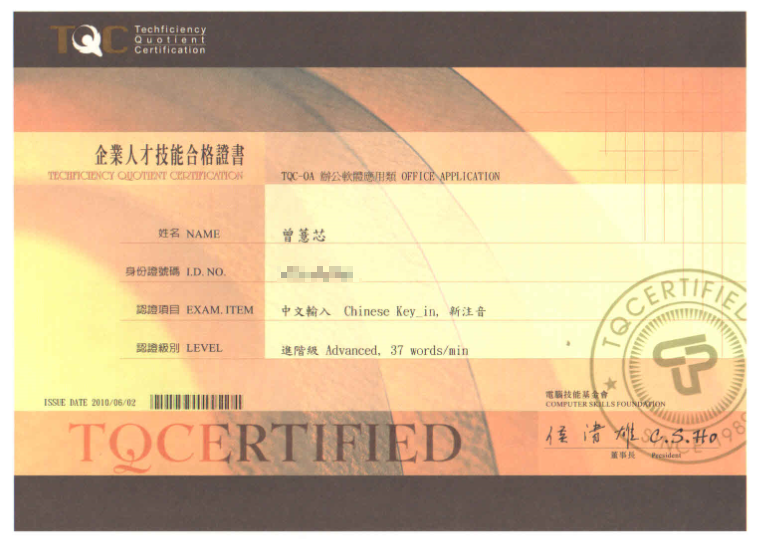 TQC Techficiency
Quotient
Certification
企業人才技能合格證書
TECHFICIENCY QUOTIENT CERTIFICATION
TQC-OA 辦公軟體應用類 OFFICE APPLICATION
姓名 NAME 曾蕙芯
身份證號碼 I.D. NO.
認證項目 EXAM. ITEM 中文輸入 Chinese Key_in, 新注音
認證級別 LEVEL 進階級 Advanced, 37 words/min
TQCERTIFIED
ISSUE DATE 2010/06/02
電腦技能基金會
COMPUTER SKILLS FOUNDATION
TQCERTIFIED
侯清雄 C.S.Ho
SINCE 1989
董事長 President